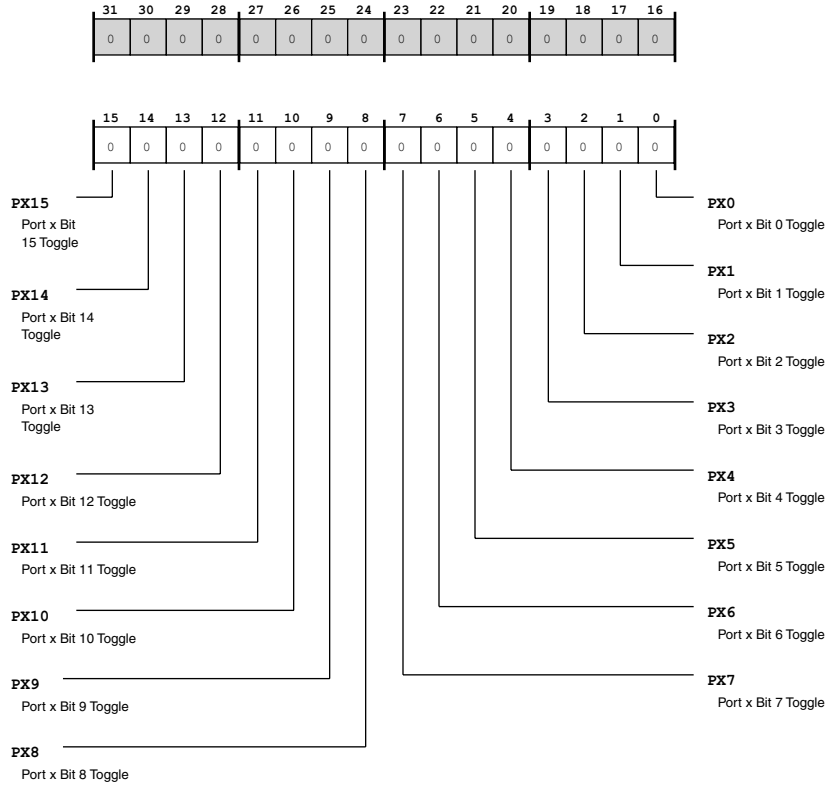 31 30 29 28 27 26 25 24 23 22 21 20 19 18 17 16
0 0 0 0 0 0 0 0 0 0 0 0 0 0 0 0
15 14 13 12 11 10 9 8 7 6 5 4 3 2 1 0
0 0 0 0 0 0 0 0 0 0 0 0 0 0 0 0
PX15
Port x Bit
15 Toggle
PX14
Port x Bit 14
Toggle
PX13
Port x Bit 13
Toggle
PX12
Port x Bit 12 Toggle
PX11
Port x Bit 11 Toggle
PX10
Port x Bit 10 Toggle
PX9
Port x Bit 9 Toggle
PX8
Port x Bit 8 Toggle
PX0
Port x Bit 0 Toggle
PX1
Port x Bit 1 Toggle
PX2
Port x Bit 2 Toggle
PX3
Port x Bit 3 Toggle
PX4
Port x Bit 4 Toggle
PX5
Port x Bit 5 Toggle
PX6
Port x Bit 6 Toggle
PX7
Port x Bit 7 Toggle